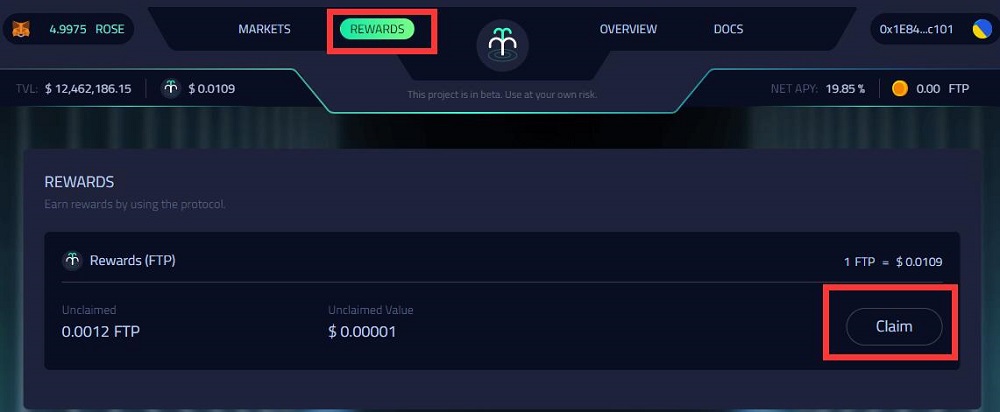 4.9975 ROSE MARKETS REWARDS OVERVIEW DOCS 0x1E84...c101
TVL: $ 12,462,186.15 $ 0.0109 This project is in beta. Use at your own risk. NET APY: 19.85 % 0.00 FTP
REWARDS
Earn rewards by using the protocol.
Rewards (FTP) 1 FTP = $ 0.0109
Unclaimed Unclaimed Value
0.0012 FTP $ 0.00001 Claim